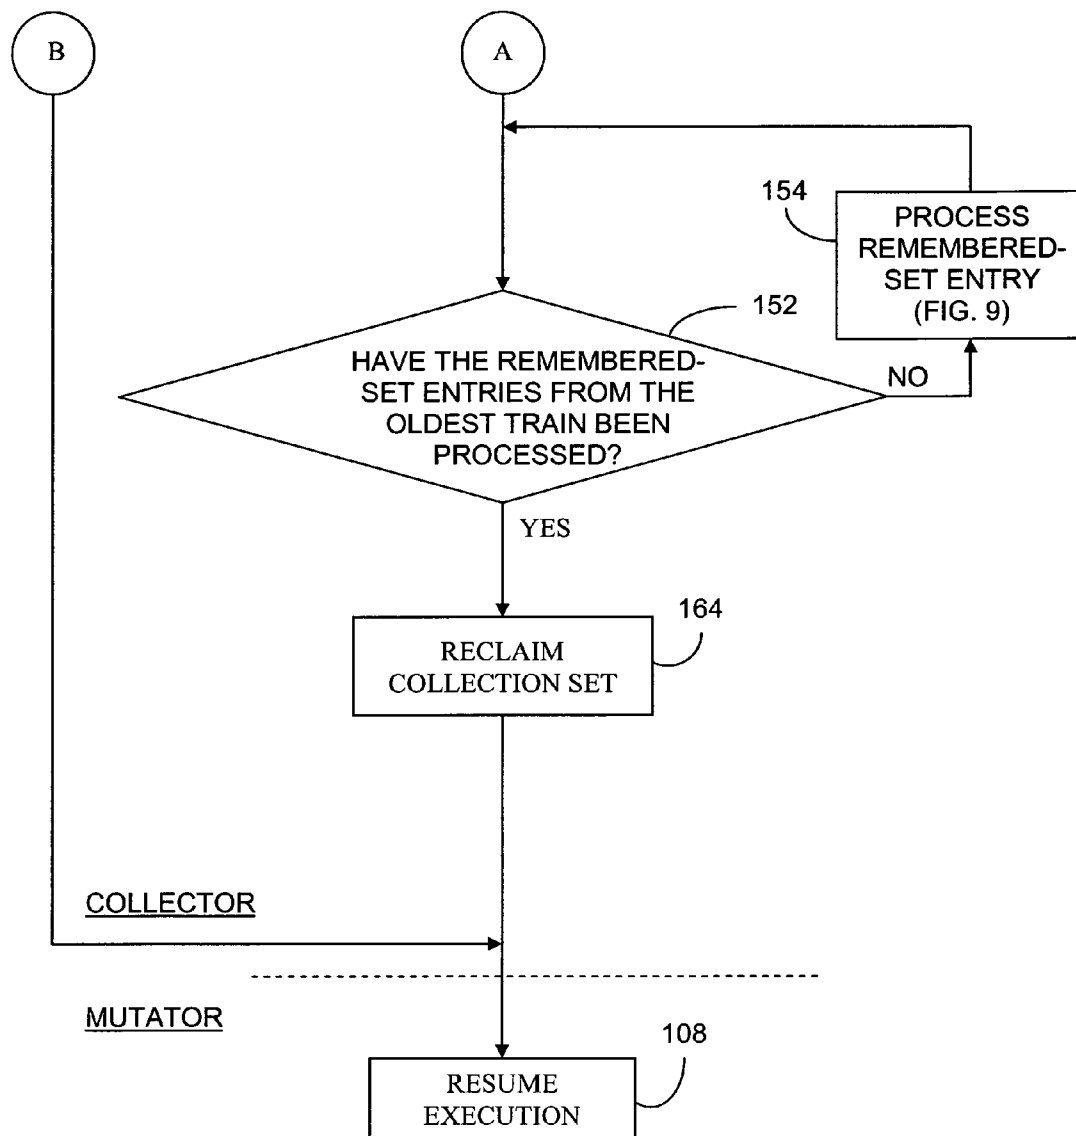 B
A
154
PROCESS
REMEMBERED-
SET ENTRY
(FIG. 9)
152
HAVE THE REMEMBERED-
SET ENTRIES FROM THE
OLDEST TRAIN BEEN
PROCESSED?
NO
YES
164
RECLAIM
COLLECTION SET
COLLECTOR
MUTATOR
108
RESUME
EXECUTION